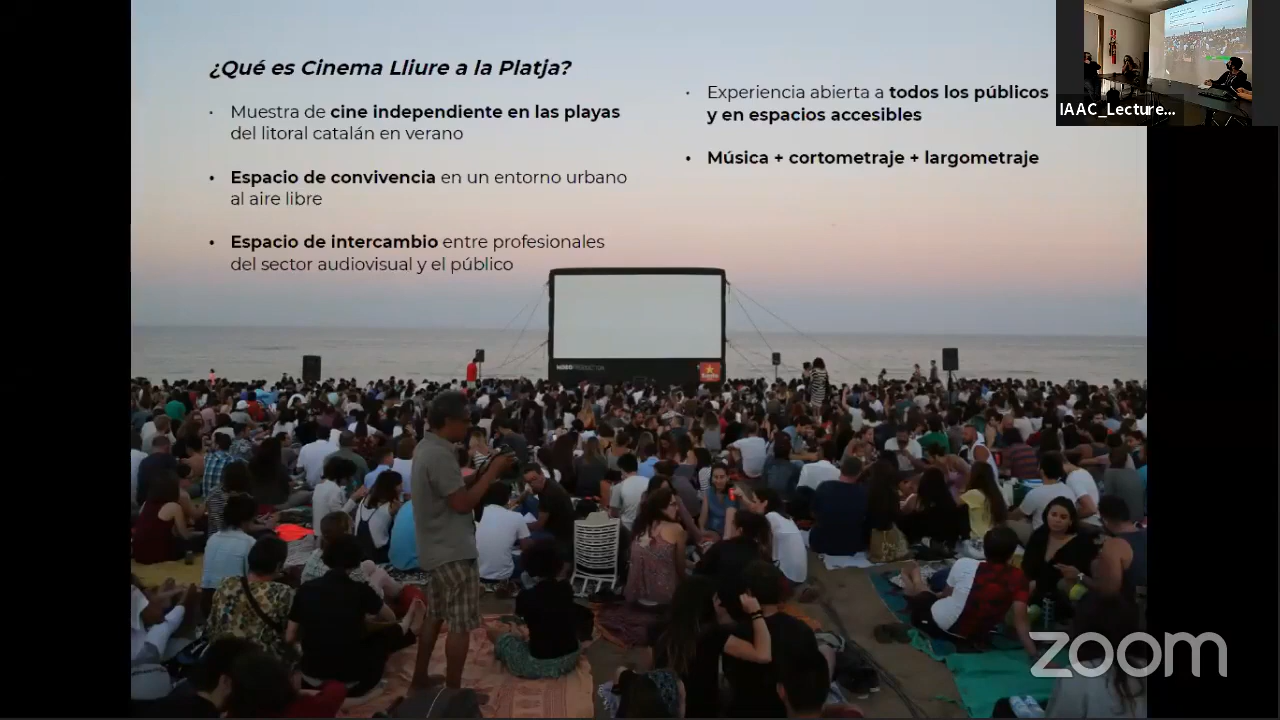 ¿Qué es Cinema Lliure a la Platja?
· Muestra de cine independiente en las playas
del litoral catalán en verano
• Espacio de convivencia en un entorno urbano
al aire libre
• Espacio de intercambio entre profesionales
del sector audiovisual y el público
· Experiencia abierta a todos los públicos
y en espacios accesibles
• Música + cortometraje + largometraje
IAAC_Lecture...
zoom